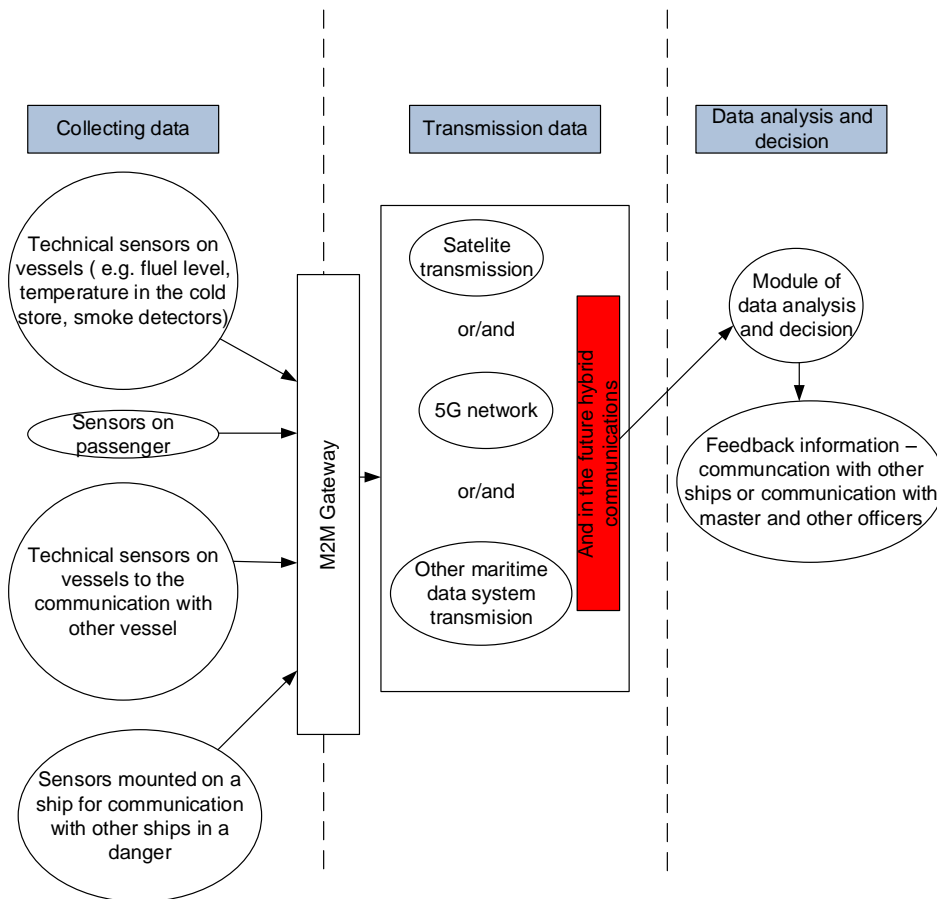 Collecting data
Transmission data
Data analysis and
decision
Technical sensors on
vessels ( e.g. fluel level,
temperature in the cold
store, smoke detectors)
Sensors on
passenger
Technical sensors on
vessels to the
communication with
other vessel
Sensors mounted on a
ship for communication
with other ships in a
danger
M2M Gateway
Satelite
transmission
or/and
5G network
or/and
Other maritime
data system
transmision
And in the future hybrid
communications
Module of
data analysis
and decision
Feedback information –
communcation with other
ships or communication with
master and other officers